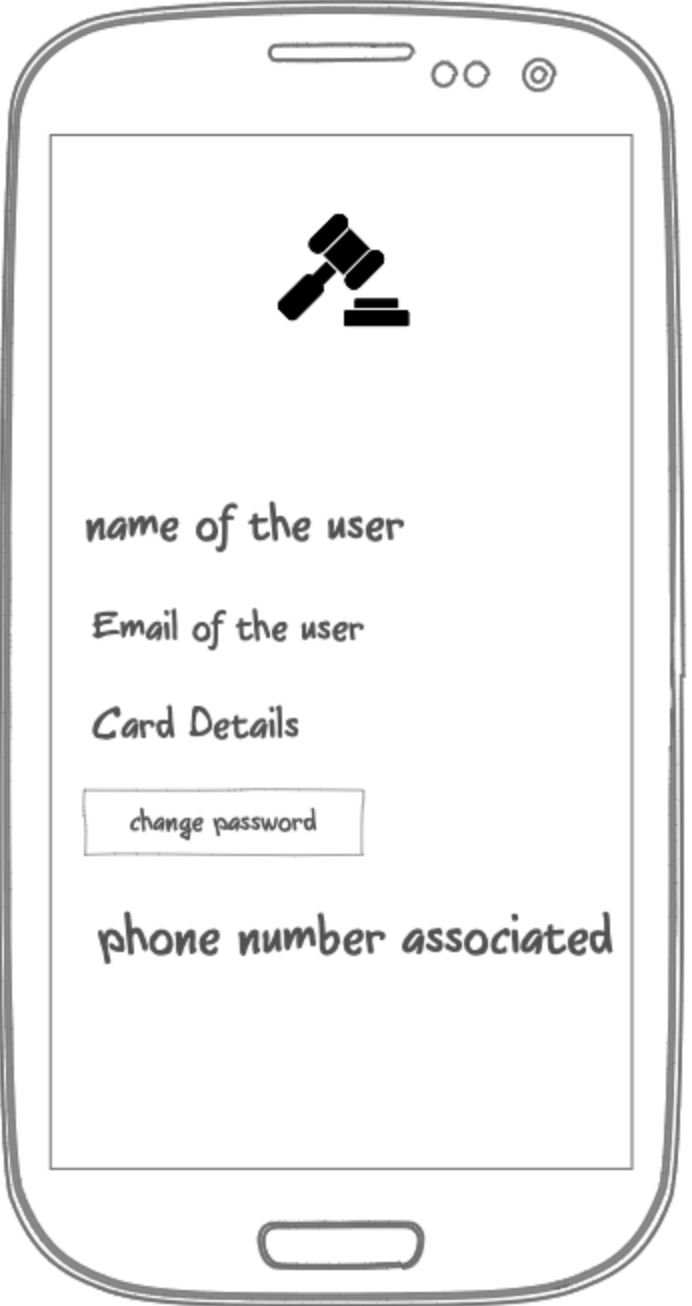 name of the user
Email of the user
Card Details
change password
phone number associated